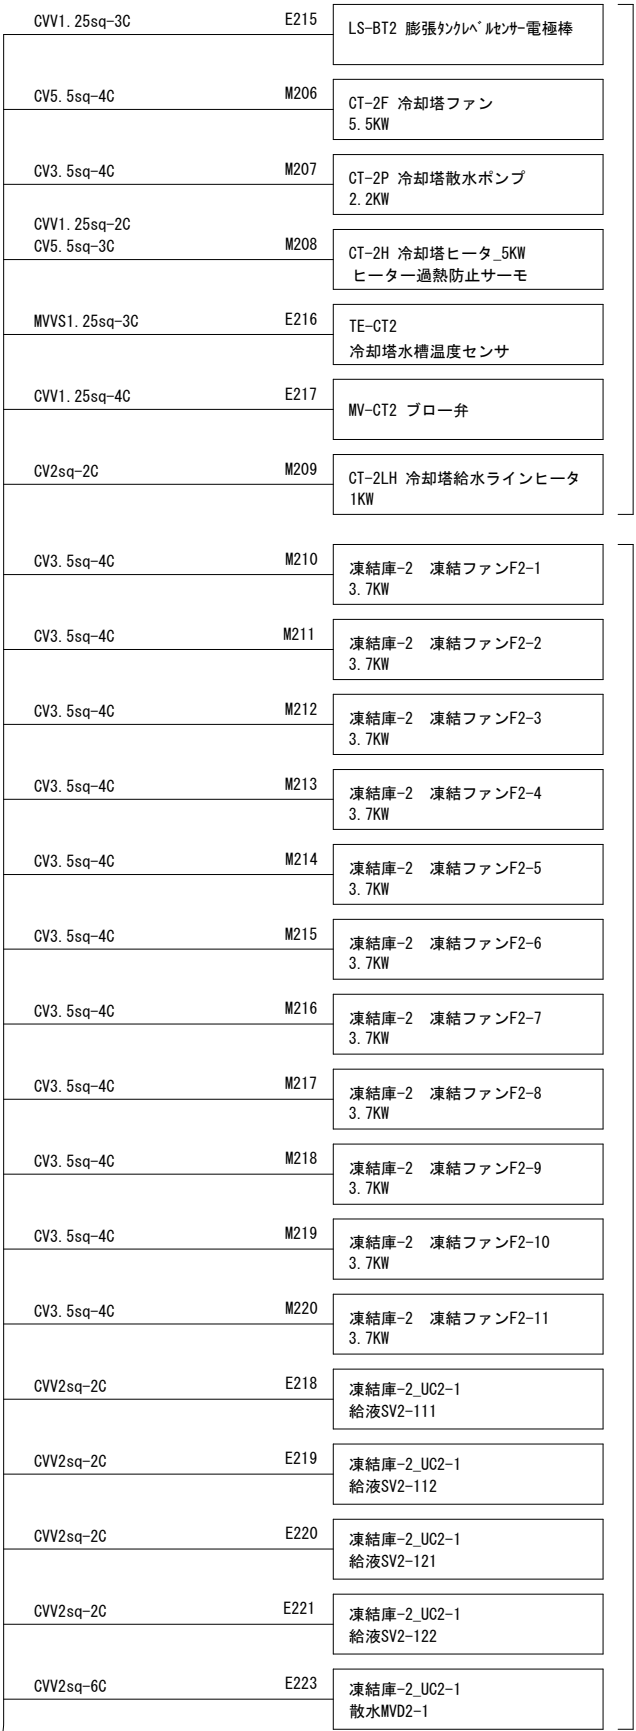 CVV1.25sq-3C E215 LS-BT2 膨張ﾀﾝｸﾚﾍﾞﾙｾﾝｻｰ電極棒
CV5.5sq-4C M206 CT-2F 冷却塔ファン
5.5KW
CV3.5sq-4C M207 CT-2P 冷却塔散水ポンプ
2.2KW
CVV1.25sq-2C
CV5.5sq-3C M208 CT-2H 冷却塔ヒータ_5KW
ヒーター過熱防止サーモ
MVVS1.25sq-3C E216 TE-CT2
冷却塔水槽温度センサ
CVV1.25sq-4C E217 MV-CT2 ブロー弁
CV2sq-2C M209 CT-2LH 冷却塔給水ラインヒータ
1KW
CV3.5sq-4C M210 凍結庫-2　凍結ファンF2-1
3.7KW
CV3.5sq-4C M211 凍結庫-2　凍結ファンF2-2
3.7KW
CV3.5sq-4C M212 凍結庫-2　凍結ファンF2-3
3.7KW
CV3.5sq-4C M213 凍結庫-2　凍結ファンF2-4
3.7KW
CV3.5sq-4C M214 凍結庫-2　凍結ファンF2-5
3.7KW
CV3.5sq-4C M215 凍結庫-2　凍結ファンF2-6
3.7KW
CV3.5sq-4C M216 凍結庫-2　凍結ファンF2-7
3.7KW
CV3.5sq-4C M217 凍結庫-2　凍結ファンF2-8
3.7KW
CV3.5sq-4C M218 凍結庫-2　凍結ファンF2-9
3.7KW
CV3.5sq-4C M219 凍結庫-2　凍結ファンF2-10
3.7KW
CV3.5sq-4C M220 凍結庫-2　凍結ファンF2-11
3.7KW
CVV2sq-2C E218 凍結庫-2_UC2-1
給液SV2-111
CVV2sq-2C E219 凍結庫-2_UC2-1
給液SV2-112
CVV2sq-2C E220 凍結庫-2_UC2-1
給液SV2-121
CVV2sq-2C E221 凍結庫-2_UC2-1
給液SV2-122
CVV2sq-6C E223 凍結庫-2_UC2-1
散水MVD2-1